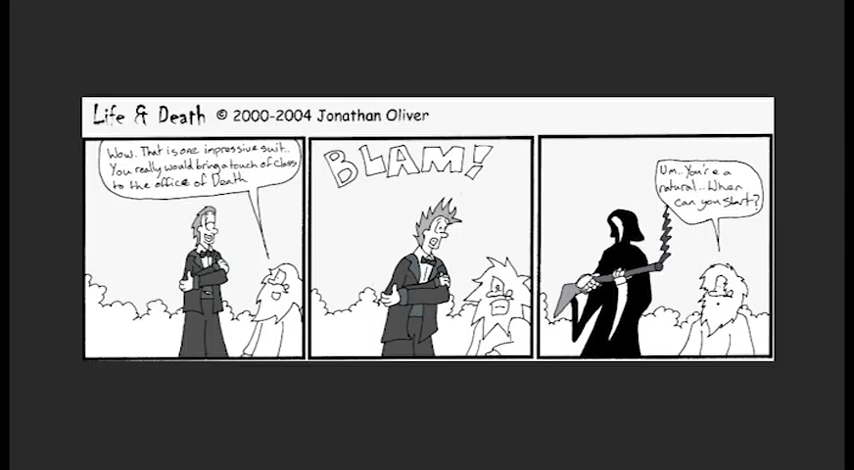 Life & Death © 2000-2004 Jonathan Oliver
Wow. That is one impressive suit..
You really would bring a touch of class
to the office of Death
BLAM!
Um.. You're a
natural... When
can you start?